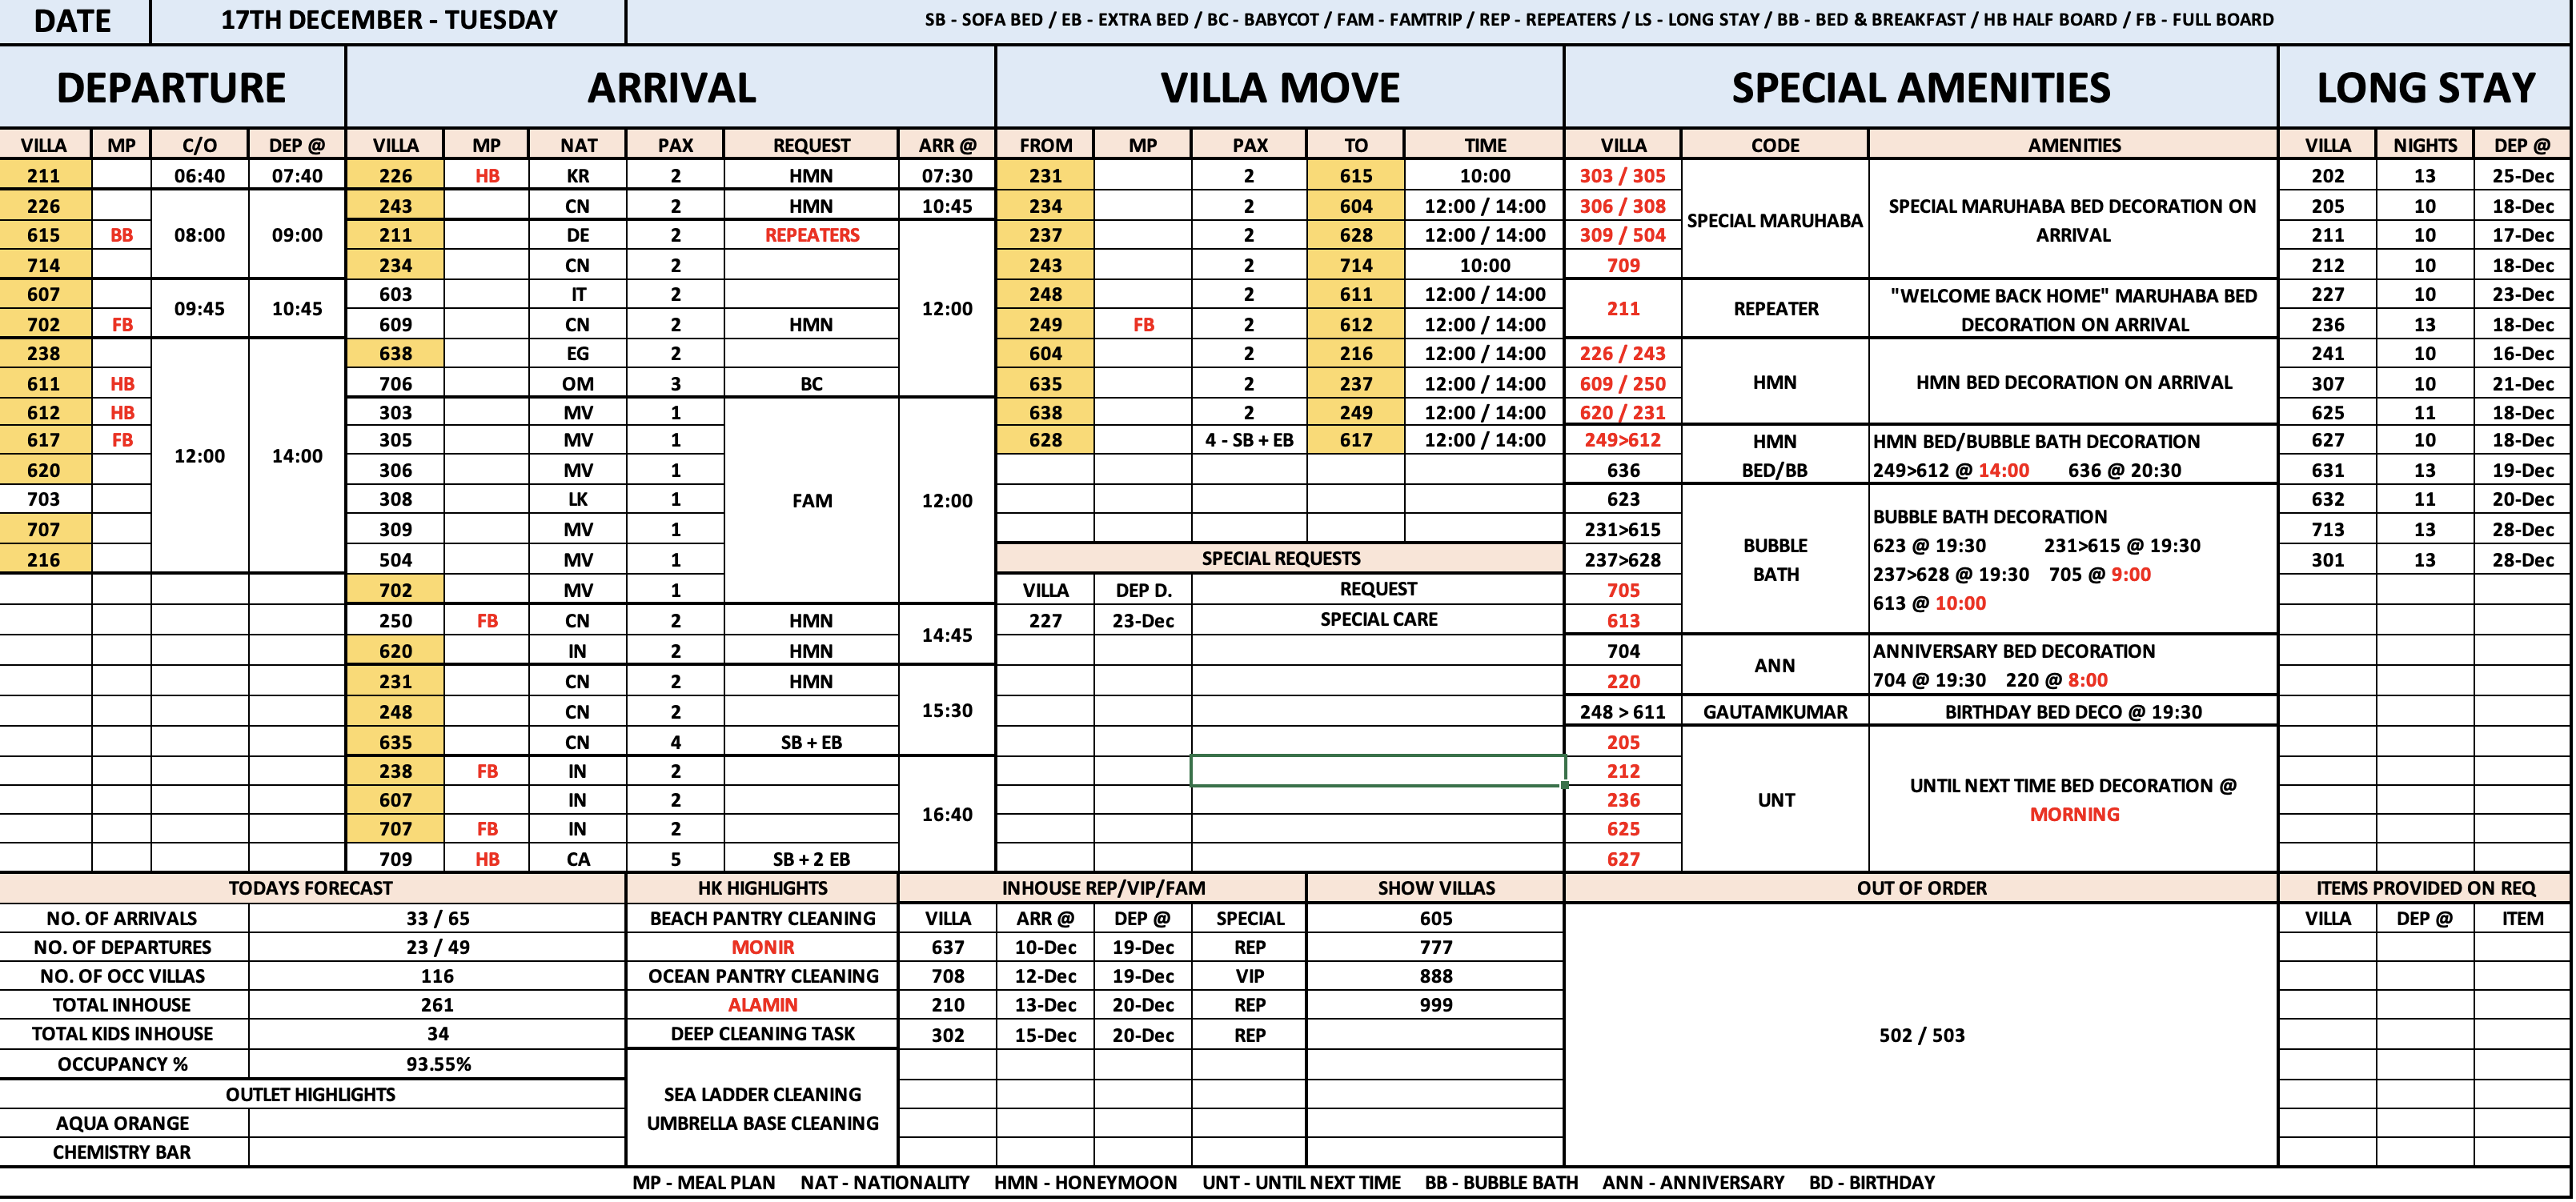 DATE 17TH DECEMBER - TUESDAY SB - SOFA BED / EB - EXTRA BED / BC - BABYCOT / FAM - FAMTRIP / REP - REPEATERS / LS - LONG STAY / BB - BED & BREAKFAST / HB HALF BOARD / FB - FULL BOARD
DEPARTURE
VILLA MP C/O DEP @
211 06:40 07:40
226
615 BB 08:00 09:00
714
607
702 FB
09:45 10:45
238
611 HB
612 HB
617 FB
12:00 14:00
620
703
707
216
ARRIVAL
VILLA MP NAT PAX REQUEST ARR @
226 HB KR 2 HMN 07:30
243 CN 2 HMN 10:45
211 DE 2 REPEATERS
234 CN 2
603 IT 2
12:00
609 CN 2 HMN
638 EG 2
706 OM 3 BC
303 MV 1
305 MV 1
306 MV 1
308 LK 1
FAM 12:00
309 MV 1
504 MV 1
702 MV 1
250 FB CN 2 HMN
14:45
620 IN 2 HMN
231 CN 2 HMN
248 CN 2
15:30
635 CN 4 SB + EB
238 FB IN 2
607 IN 2
16:40
707 FB IN 2
709 HB CA 5 SB + 2 EB
VILLA MOVE
FROM MP PAX TO TIME
231 2 615 10:00
234 2 604 12:00 / 14:00
237 2 628 12:00 / 14:00
243 2 714 10:00
248 2 611 12:00 / 14:00
249 FB 2 612 12:00 / 14:00
604 2 216 12:00 / 14:00
635 2 237 12:00 / 14:00
638 2 249 12:00 / 14:00
628 4 - SB + EB 617 12:00 / 14:00
SPECIAL REQUESTS
VILLA DEP D. REQUEST
227 23-Dec SPECIAL CARE
SPECIAL AMENITIES
VILLA CODE AMENITIES
303 / 305
306 / 308
309 / 504
709
SPECIAL MARUHABA
SPECIAL MARUHABA BED DECORATION ON
ARRIVAL
211 REPEATER
"WELCOME BACK HOME" MARUHABA BED
DECORATION ON ARRIVAL
226 / 243
609 / 250
620 / 231
HMN HMN BED DECORATION ON ARRIVAL
249>612
636
HMN
BED/BB
HMN BED/BUBBLE BATH DECORATION
249>612 @ 14:00 636 @ 20:30
623
231>615
237>628
705
613
BUBBLE
BATH
BUBBLE BATH DECORATION
623 @ 19:30 231>615 @ 19:30
237>628 @ 19:30 705 @ 9:00
613 @ 10:00
704
220
ANN
ANNIVERSARY BED DECORATION
704 @ 19:30 220 @ 8:00
248 > 611 GAUTAMKUMAR BIRTHDAY BED DECO @ 19:30
205
212
236
625
627
UNT
UNTIL NEXT TIME BED DECORATION @
MORNING
LONG STAY
VILLA NIGHTS DEP @
202 13 25-Dec
205 10 18-Dec
211 10 17-Dec
212 10 18-Dec
227 10 23-Dec
236 13 18-Dec
241 10 16-Dec
307 10 21-Dec
625 11 18-Dec
627 10 18-Dec
631 13 19-Dec
632 11 20-Dec
713 13 28-Dec
301 13 28-Dec
TODAYS FORECAST
NO. OF ARRIVALS 33 / 65
NO. OF DEPARTURES 23 / 49
NO. OF OCC VILLAS 116
TOTAL INHOUSE 261
TOTAL KIDS INHOUSE 34
OCCUPANCY % 93.55%
OUTLET HIGHLIGHTS
AQUA ORANGE
CHEMISTRY BAR
HK HIGHLIGHTS
BEACH PANTRY CLEANING
MONIR
OCEAN PANTRY CLEANING
ALAMIN
DEEP CLEANING TASK
SEA LADDER CLEANING
UMBRELLA BASE CLEANING
INHOUSE REP/VIP/FAM
VILLA ARR @ DEP @ SPECIAL
637 10-Dec 19-Dec REP
708 12-Dec 19-Dec VIP
210 13-Dec 20-Dec REP
302 15-Dec 20-Dec REP
SHOW VILLAS
605
777
888
999
OUT OF ORDER
502 / 503
ITEMS PROVIDED ON REQ
VILLA DEP @ ITEM
MP - MEAL PLAN NAT - NATIONALITY HMN - HONEYMOON UNT - UNTIL NEXT TIME BB - BUBBLE BATH ANN - ANNIVERSARY BD - BIRTHDAY